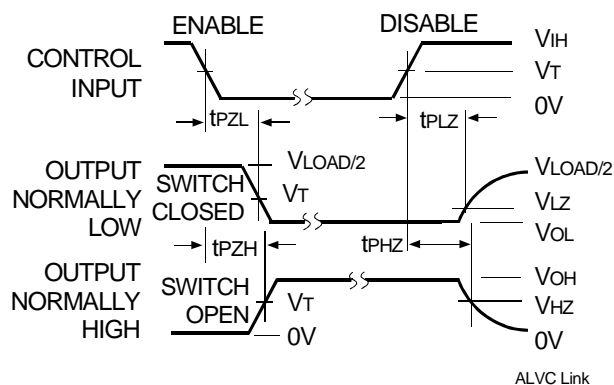 ENABLE
DISABLE
CONTROL
INPUT
VIH
VT
0V
tPZL
tPLZ
OUTPUT
NORMALLY
LOW
SWITCH
CLOSED
VLOAD/2
VT
VLOAD/2
VLZ
VOL
tPZH
tPHZ
OUTPUT
NORMALLY
HIGH
SWITCH
OPEN
VT
0V
VOH
VHZ
0V
ALVC Link